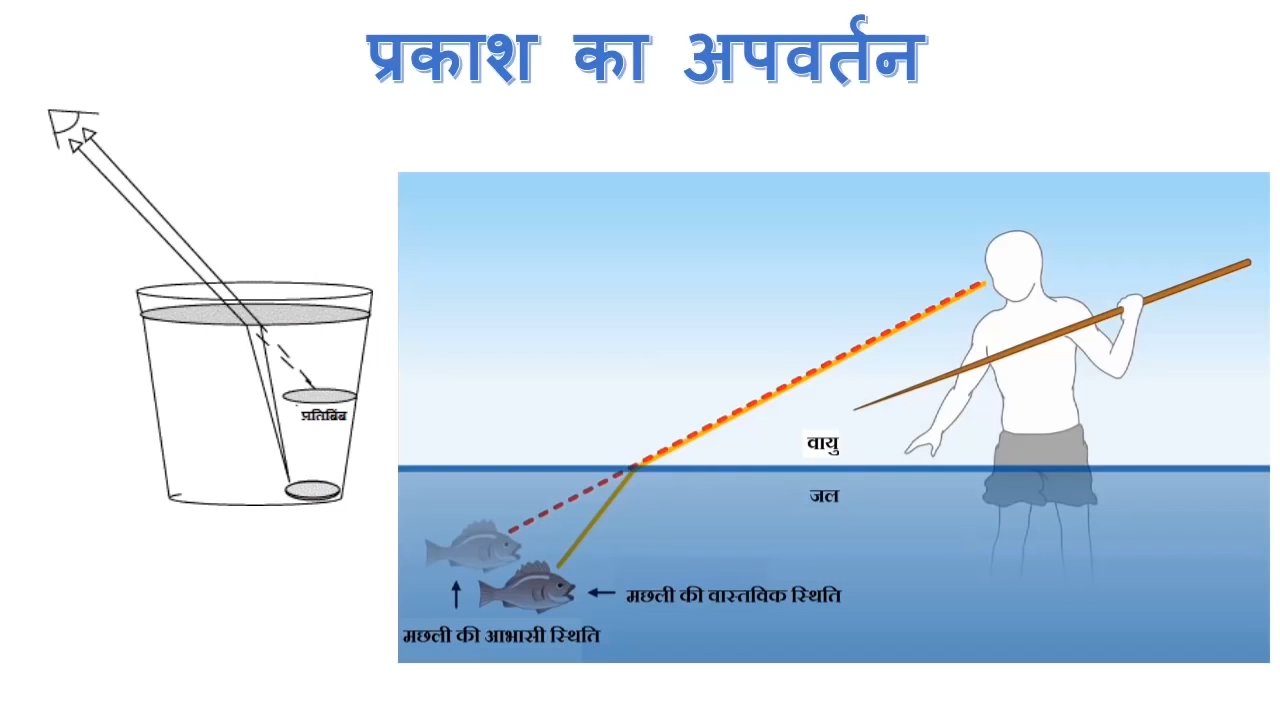 प्रकाश का अपवर्तन
प्रतिबिंब
वायु
जल
मछली की वास्तविक स्थिति
मछली की आभासी स्थिति